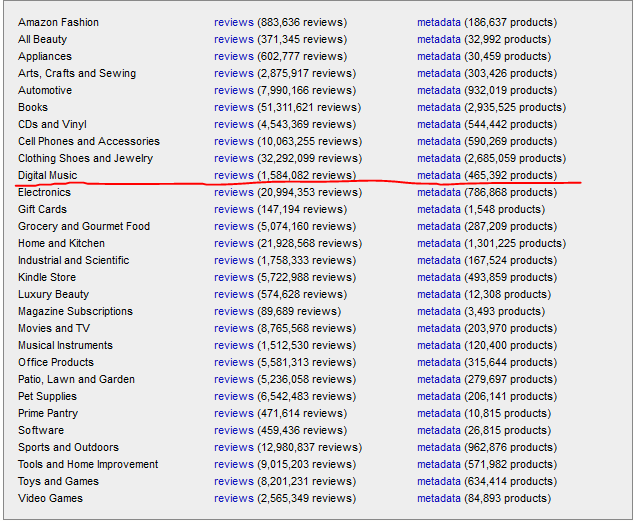 Amazon Fashion reviews (883,636 reviews) metadata (186,637 products)
All Beauty reviews (371,345 reviews) metadata (32,992 products)
Appliances reviews (602,777 reviews) metadata (30,459 products)
Arts, Crafts and Sewing reviews (2,875,917 reviews) metadata (303,426 products)
Automotive reviews (7,990,166 reviews) metadata (932,019 products)
Books reviews (51,311,621 reviews) metadata (2,935,525 products)
CDs and Vinyl reviews (4,543,369 reviews) metadata (544,442 products)
Cell Phones and Accessories reviews (10,063,255 reviews) metadata (590,269 products)
Clothing Shoes and Jewelry reviews (32,292,099 reviews) metadata (2,685,059 products)
Digital Music reviews (1,584,082 reviews) metadata (465,392 products)
Electronics reviews (20,994,353 reviews) metadata (786,868 products)
Gift Cards reviews (147,194 reviews) metadata (1,548 products)
Grocery and Gourmet Food reviews (5,074,160 reviews) metadata (287,209 products)
Home and Kitchen reviews (21,928,568 reviews) metadata (1,301,225 products)
Industrial and Scientific reviews (1,758,333 reviews) metadata (167,524 products)
Kindle Store reviews (5,722,988 reviews) metadata (493,859 products)
Luxury Beauty reviews (574,628 reviews) metadata (12,308 products)
Magazine Subscriptions reviews (89,689 reviews) metadata (3,493 products)
Movies and TV reviews (8,765,568 reviews) metadata (203,970 products)
Musical Instruments reviews (1,512,530 reviews) metadata (120,400 products)
Office Products reviews (5,581,313 reviews) metadata (315,644 products)
Patio, Lawn and Garden reviews (5,236,058 reviews) metadata (279,697 products)
Pet Supplies reviews (6,542,483 reviews) metadata (206,141 products)
Prime Pantry reviews (471,614 reviews) metadata (10,815 products)
Software reviews (459,436 reviews) metadata (26,815 products)
Sports and Outdoors reviews (12,980,837 reviews) metadata (962,876 products)
Tools and Home Improvement reviews (9,015,203 reviews) metadata (571,982 products)
Toys and Games reviews (8,201,231 reviews) metadata (634,414 products)
Video Games reviews (2,565,349 reviews) metadata (84,893 products)